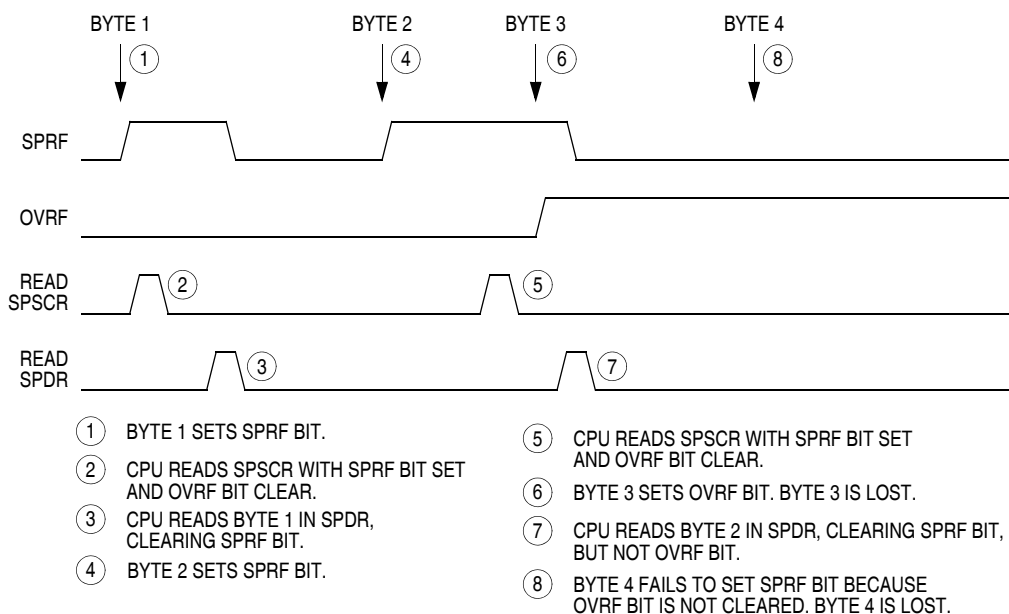 BYTE 1
BYTE 2
BYTE 3
BYTE 4
1
4
6
8
SPRF
OVRF
READ
SPSCR
2
5
READ
SPDR
3
7
1 BYTE 1 SETS SPRF BIT.
2 CPU READS SPSCR WITH SPRF BIT SET
AND OVRF BIT CLEAR.
3 CPU READS BYTE 1 IN SPDR,
CLEARING SPRF BIT.
4 BYTE 2 SETS SPRF BIT.
5 CPU READS SPSCR WITH SPRF BIT SET
AND OVRF BIT CLEAR.
6 BYTE 3 SETS OVRF BIT. BYTE 3 IS LOST.
7 CPU READS BYTE 2 IN SPDR, CLEARING SPRF BIT,
BUT NOT OVRF BIT.
8 BYTE 4 FAILS TO SET SPRF BIT BECAUSE
OVRF BIT IS NOT CLEARED. BYTE 4 IS LOST.